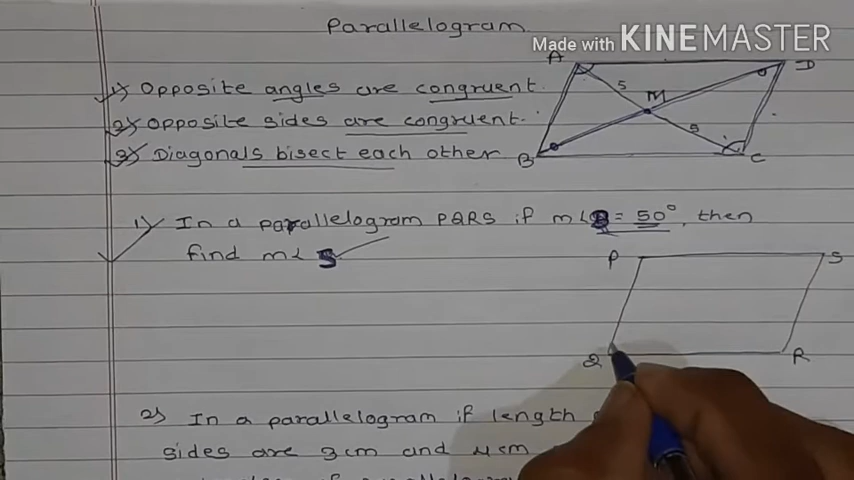 Parallelogram
Made with KINEMASTER
1) Opposite angles are congruent.
2) Opposite sides are congruent.
3) Diagonals bisect each other
A
D
5
M
5
B
C
1) In a parallelogram PQRS if m∠Q = 50°, then
find m∠ S
P
S
Q
R
2) In a parallelogram if length
sides are 3cm and 4cm